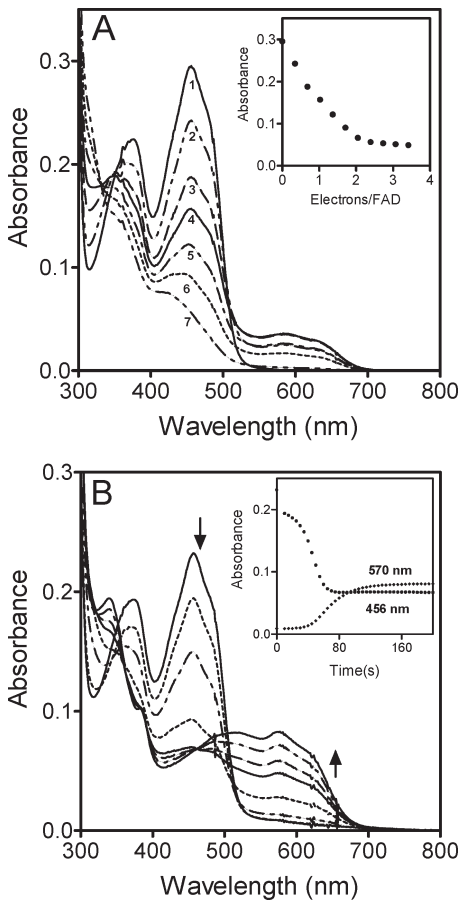 A
0.3
0.2
0.1
0.0
Absorbance
300 400 500 600 700 800
Wavelength (nm)
1
2
3
4
5
6
7
0.3
0.2
0.1
0.0
Absorbance
0 1 2 3 4
Electrons/FAD
B
0.3
0.2
0.1
0.0
Absorbance
300 400 500 600 700 800
Wavelength (nm)
0.2
0.1
0.0
Absorbance
570 nm
456 nm
0 80 160
Time(s)